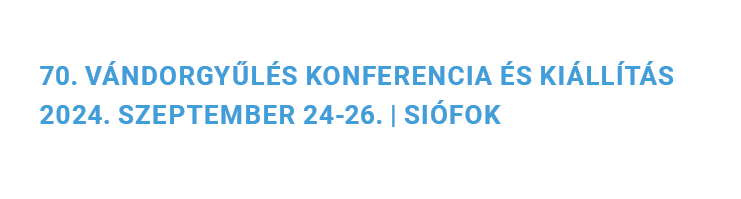 70. VÁNDORGYŰLÉS KONFERENCIA ÉS KIÁLLÍTÁS
2024. SZEPTEMBER 24-26. | SIÓFOK